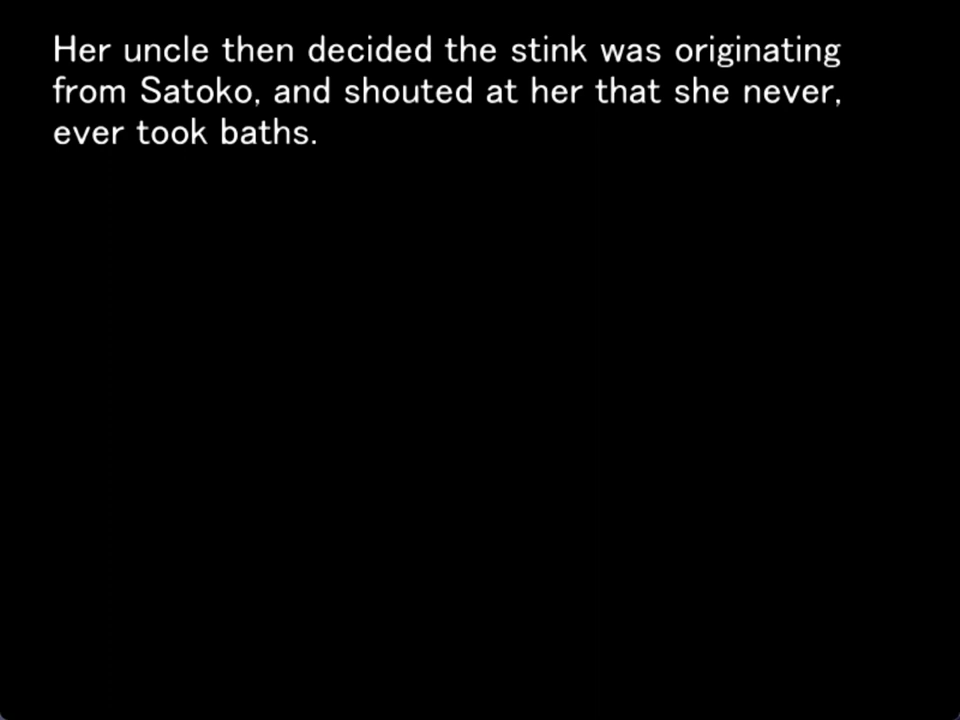 Her uncle then decided the stink was originating
from Satoko, and shouted at her that she never,
ever took baths.